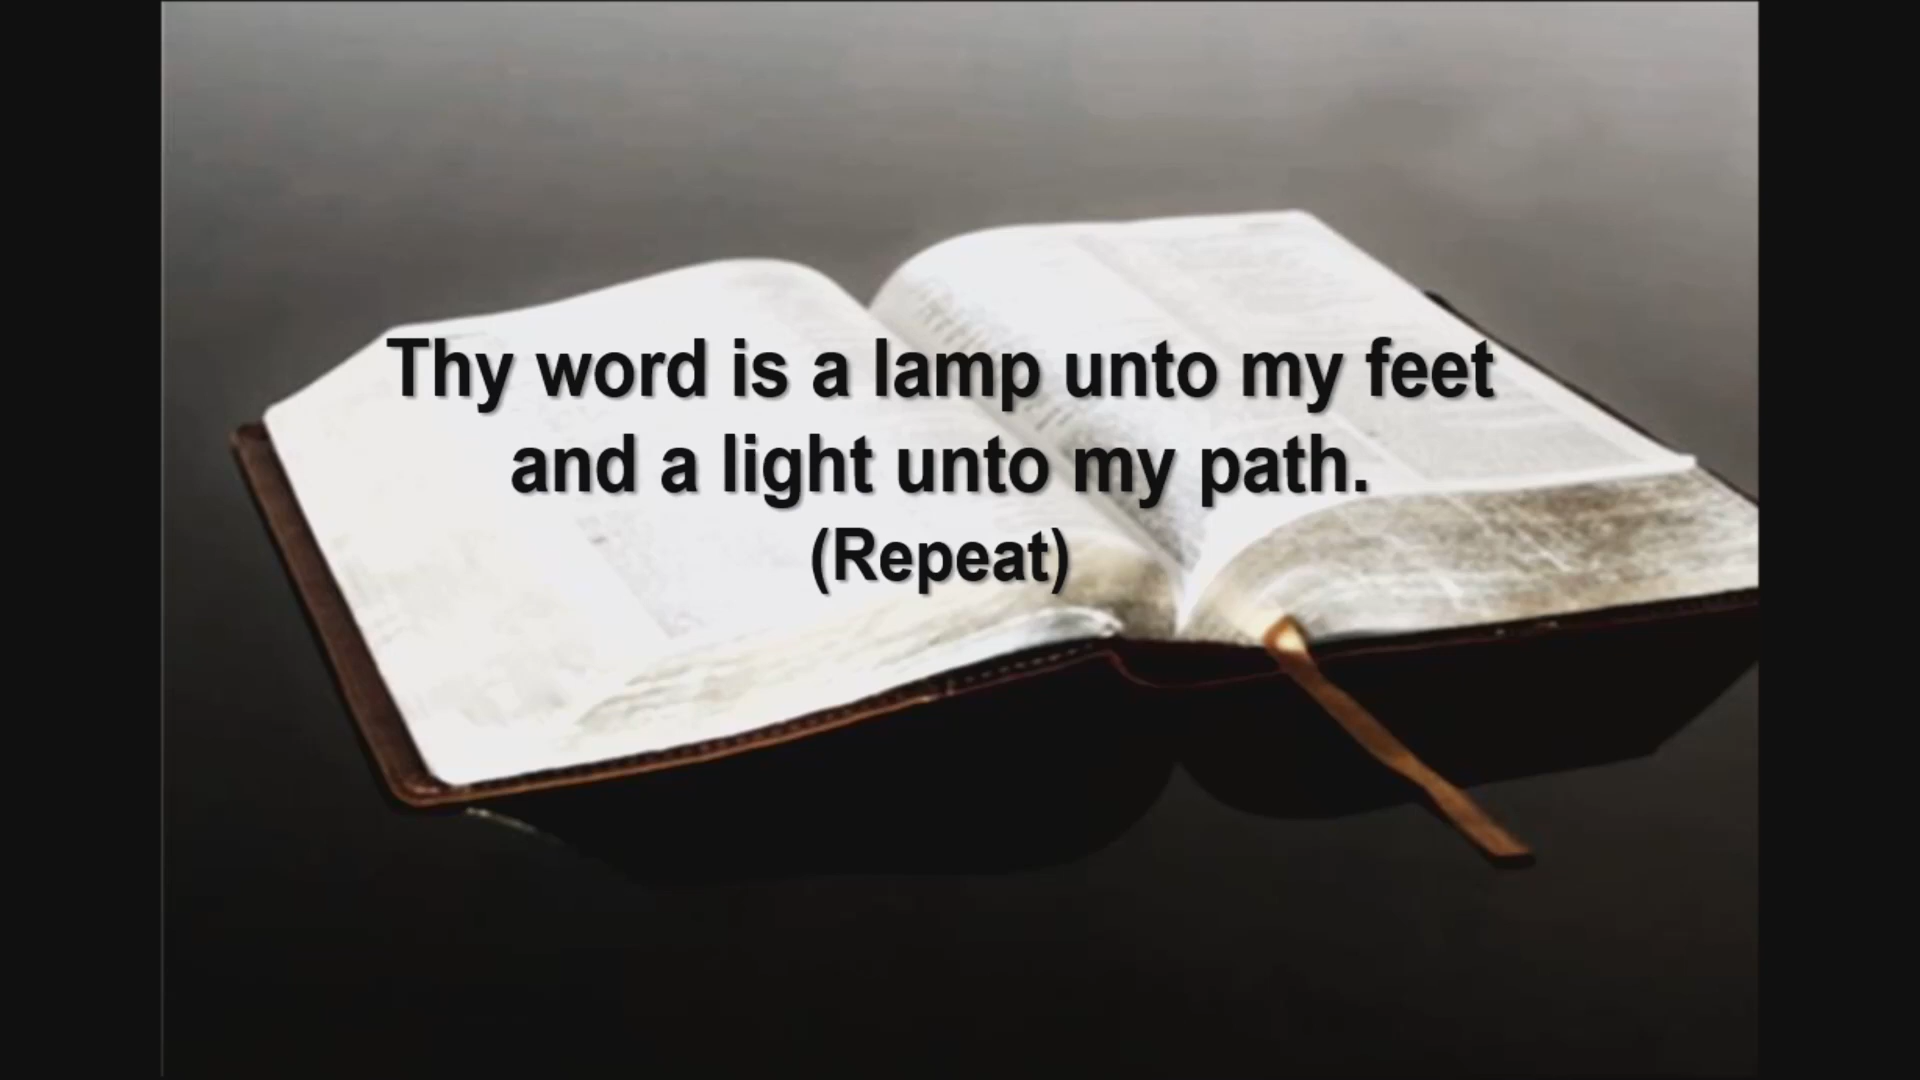 Thy word is a lamp unto my feet
and a light unto my path.
(Repeat)